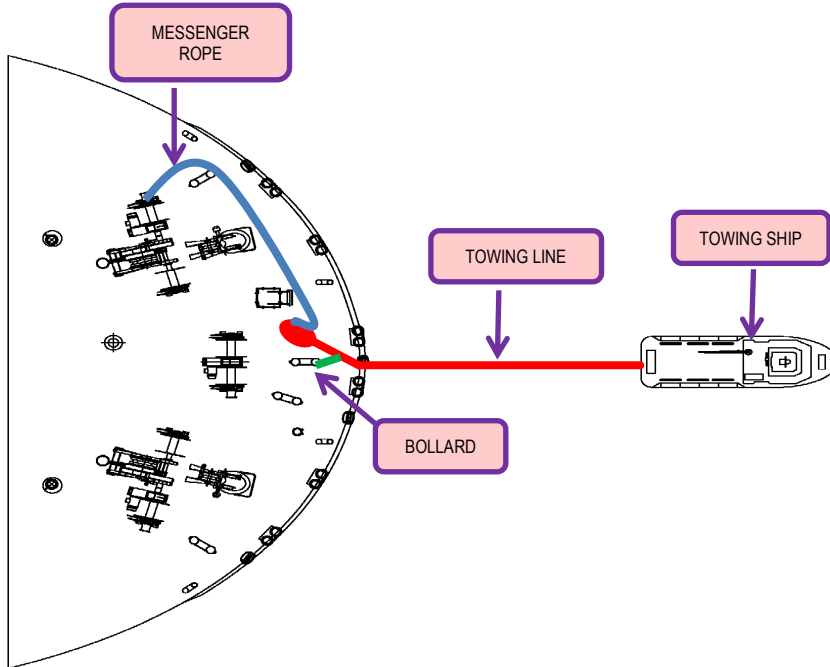 MESSENGER
ROPE
TOWING LINE
TOWING SHIP
BOLLARD